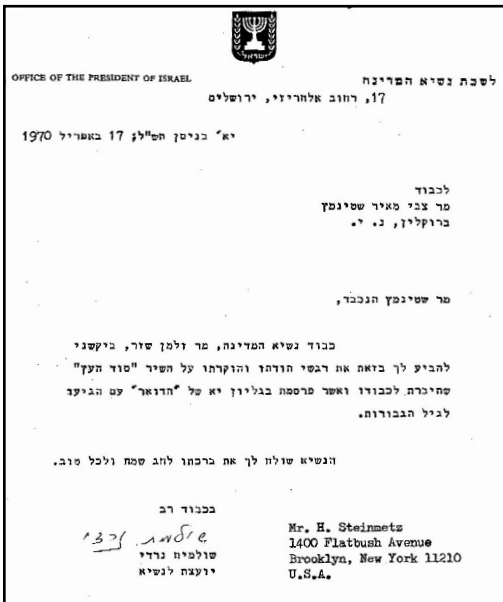 ישראל
OFFICE OF THE PRESIDENT OF ISRAEL
לשכת נשיא המדינה
17, רחוב אלחריזי, ירושלים
יא' בניסן תש"ל; 17 באפריל 1970
לכבוד
מר צבי מאיר שטינמץ
ברוקלין, נ. י.
מר שטינמץ הנכבד,
כבוד נשיא המדינה, מר זלמן שזר, ביקשני
להביע לך בזאת את רגשי תודתו והוקרתו על השיר "סוד העץ"
שחיברת לכבודו ואשר פרסמת בגליון יא של "הדואר" עם הגיעו
לגיל הגבורות.
הנשיא שולח לך את ברכתו לחג שמח ולכל טוב.
בכבוד רב
שולמית נרדי
שולמית נרדי
יועצת לנשיא
Mr. H. Steinmetz
1400 Flatbush Avenue
Brooklyn, New York 11210
U.S.A.